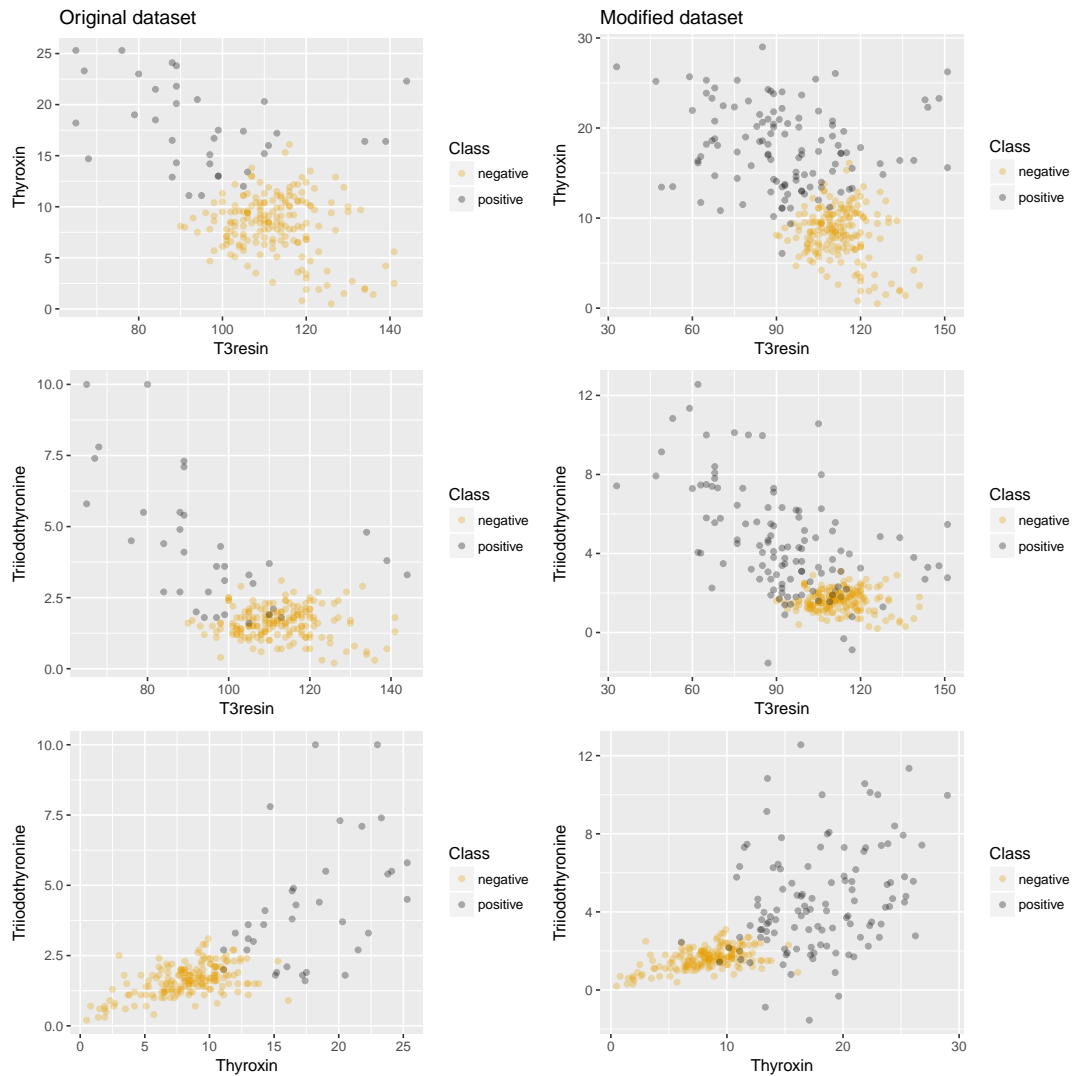 Original dataset
Modified dataset
25
20
15
10
5
0
Thyroxin
80
100
120
140
T3resin
Class
negative
positive
30
20
10
0
Thyroxin
30
60
90
120
150
T3resin
Class
negative
positive
10.0
7.5
5.0
2.5
0.0
Triiodothyronine
80
100
120
140
T3resin
Class
negative
positive
12
8
4
0
Triiodothyronine
30
60
90
120
150
T3resin
Class
negative
positive
10.0
7.5
5.0
2.5
0.0
Triiodothyronine
0
5
10
15
20
25
Thyroxin
Class
negative
positive
12
8
4
0
Triiodothyronine
0
10
20
30
Thyroxin
Class
negative
positive